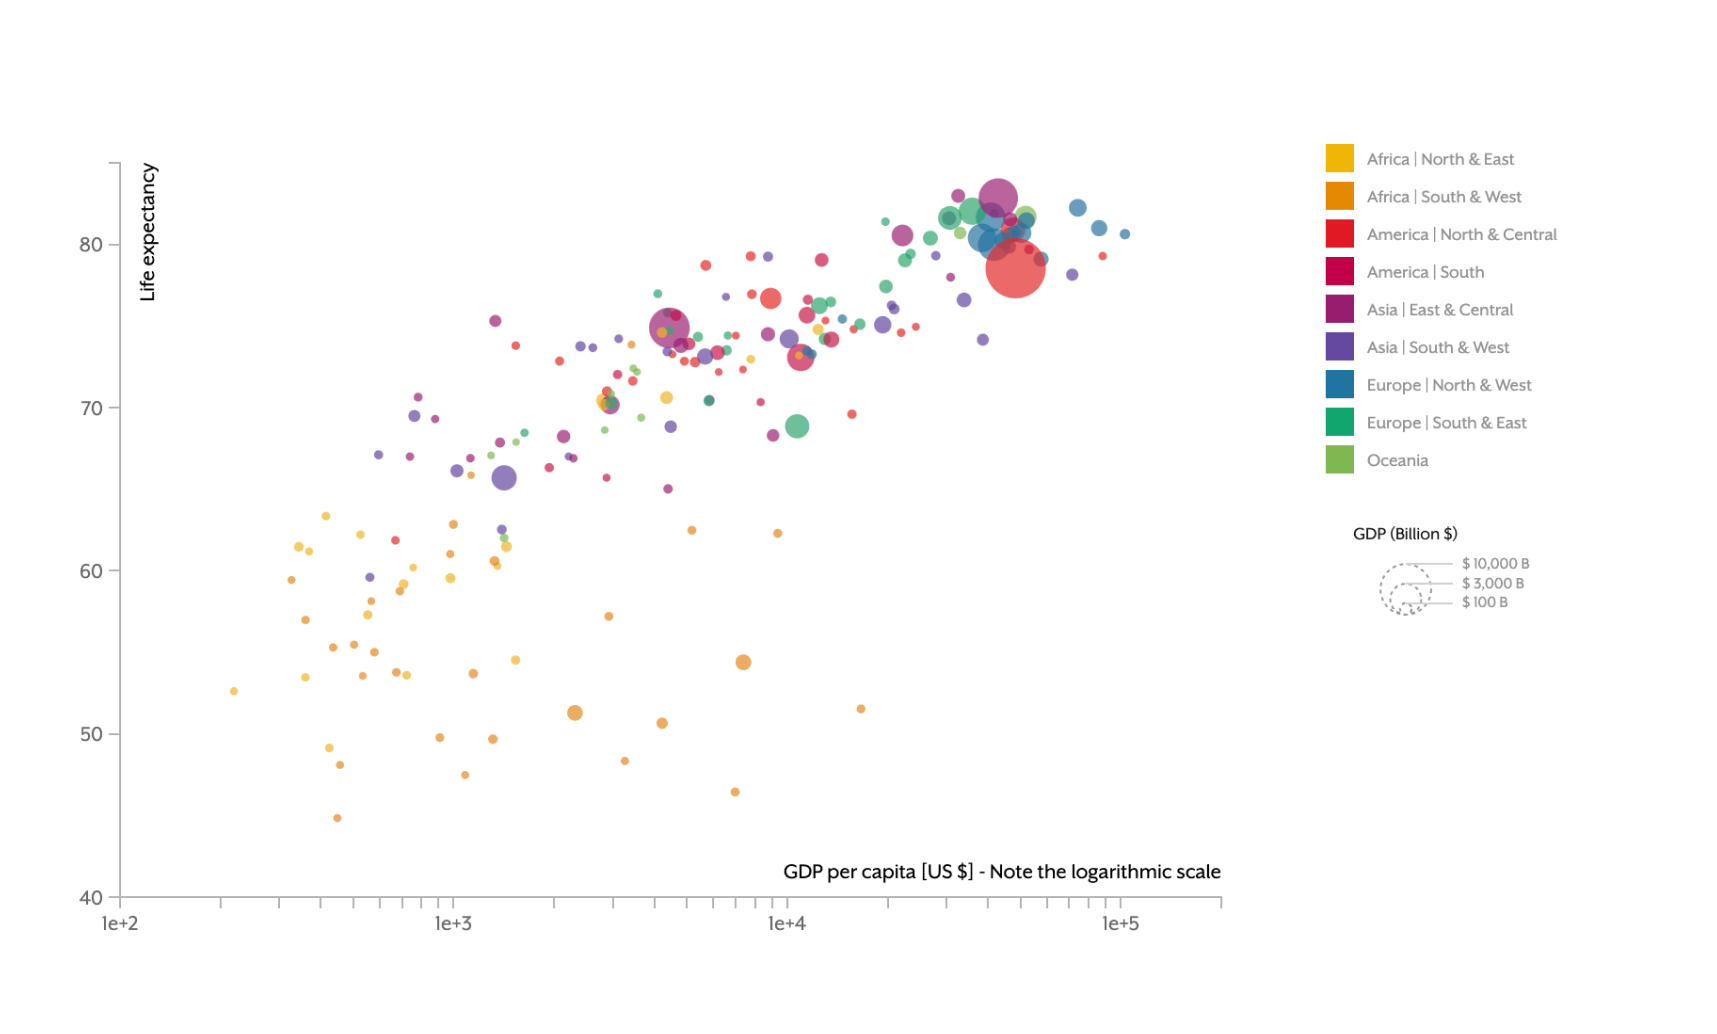 Life expectancy
80
70
60
50
40
1e+2
1e+3
1e+4
1e+5
GDP per capita [US $] - Note the logarithmic scale
Africa | North & East
Africa | South & West
America | North & Central
America | South
Asia | East & Central
Asia | South & West
Europe | North & West
Europe | South & East
Oceania
GDP (Billion $)
$ 10,000 B
$ 3,000 B
$ 100 B